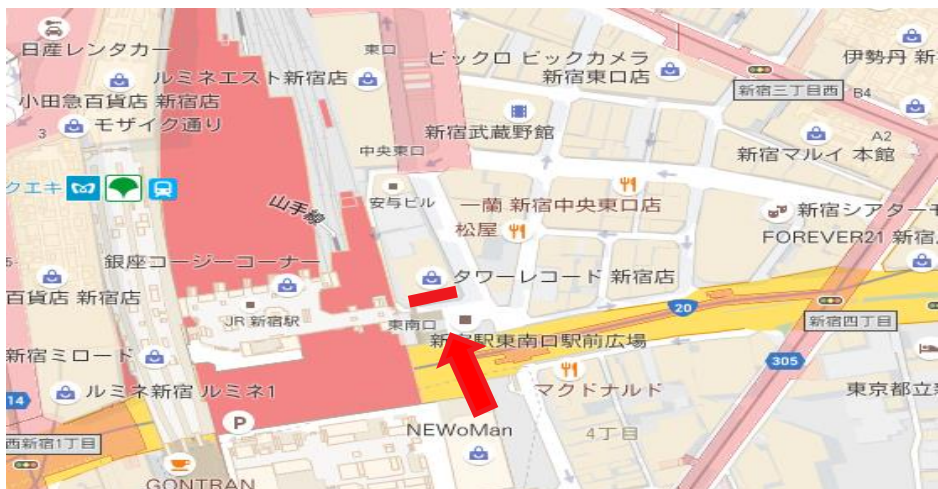 日産レンタカー
東口
ビックロ ビックカメラ
新宿東口店
伊勢丹 新
ルミネエスト新宿店
小田急百貨店 新宿店
新宿三丁目西
B4
3
モザイク通り
新宿武蔵野館
A2
新宿マルイ 本館
中央東口
クエキ
安与ビル
一蘭 新宿中央東口店
新宿シアターモ
山手線
松屋
FOREVER21 新宿
銀座コージーコーナー
タワーレコード 新宿店
百貨店 新宿店
20
JR 新宿駅
東南口
新宿四丁目
新宿駅東南口駅前広場
新宿ミロード
305
マクドナルド
ルミネ新宿 ルミネ1
東京都立
14
P
NEWoMan
4丁目
西新宿1丁目
GONTRAN